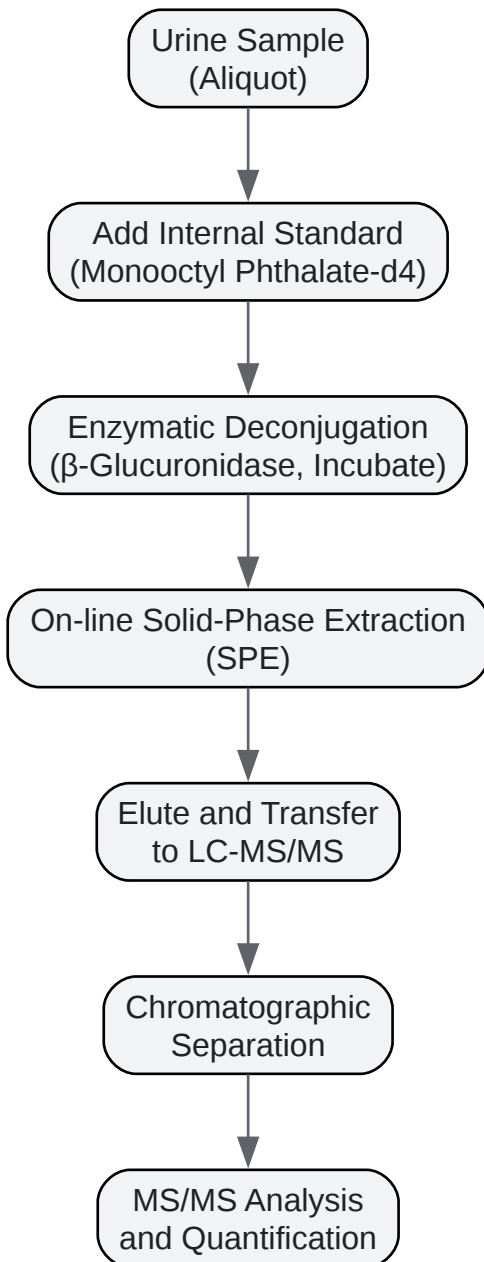 Urine Sample
(Aliquot)
Add Internal Standard
(Monooctyl Phthalate-d4)
Enzymatic Deconjugation
(β-Glucuronidase, Incubate)
On-line Solid-Phase Extraction
(SPE)
Elute and Transfer
to LC-MS/MS
Chromatographic
Separation
MS/MS Analysis
and Quantification